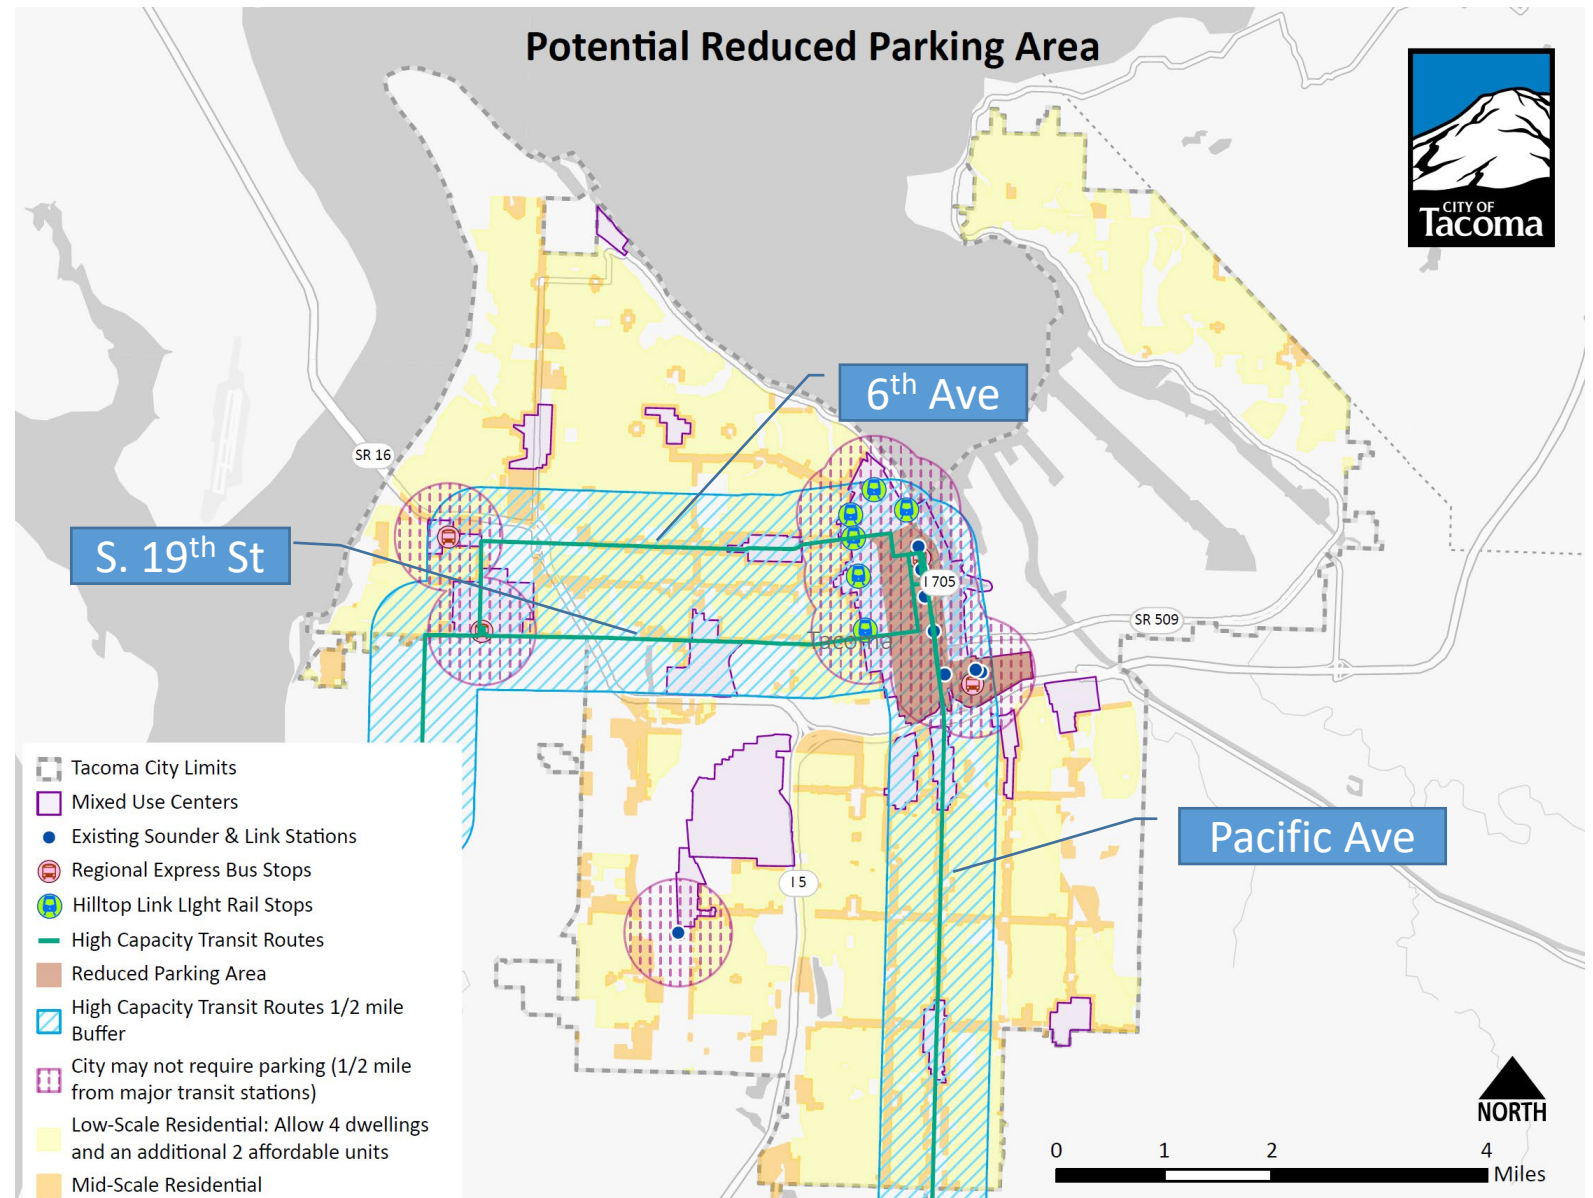 Potential Reduced Parking Area
CITY OF
Tacoma
6th Ave
SR 16
S. 19th St
I 705
Tacoma
SR 509
Pacific Ave
I 5
Tacoma City Limits
Mixed Use Centers
Existing Sounder & Link Stations
Regional Express Bus Stops
Hilltop Link LIght Rail Stops
High Capacity Transit Routes
Reduced Parking Area
High Capacity Transit Routes 1/2 mile
Buffer
City may not require parking (1/2 mile
from major transit stations)
Low-Scale Residential: Allow 4 dwellings
and an additional 2 affordable units
Mid-Scale Residential
NORTH
0 1 2 4
Miles